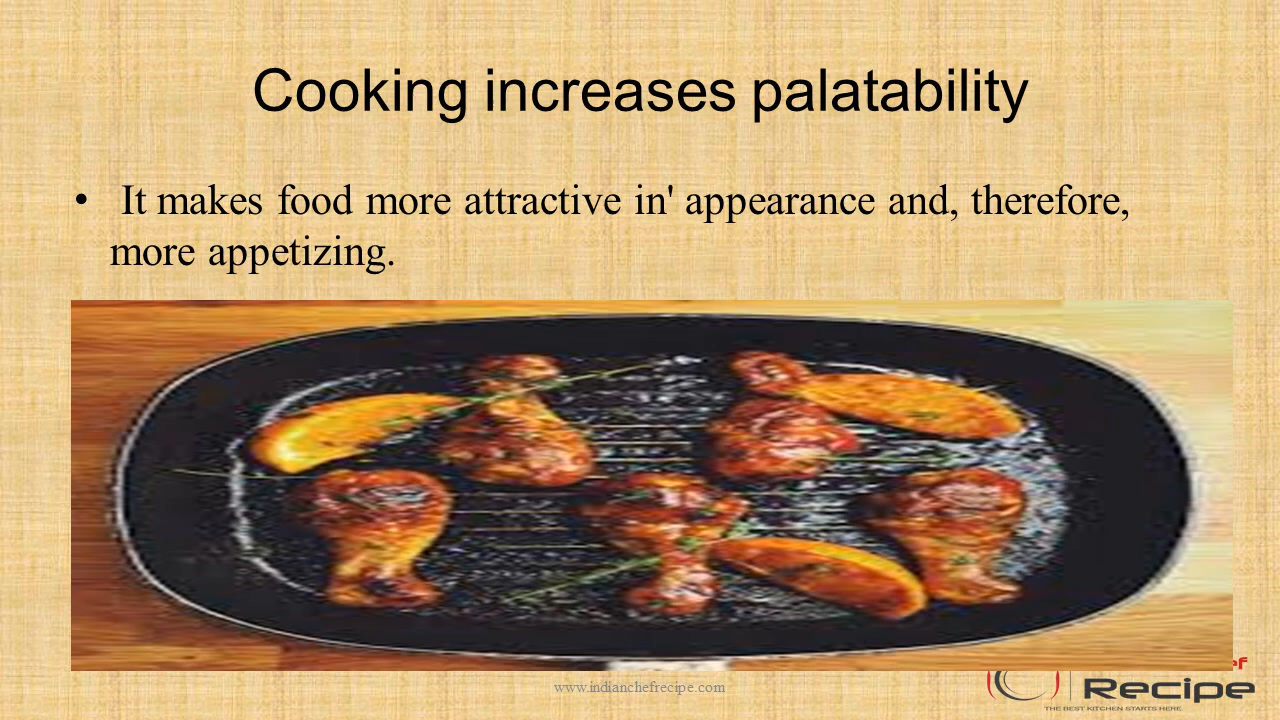 Cooking increases palatability
• It makes food more attractive in' appearance and, therefore,
more appetizing.
www.indianchefrecipe.com
Recipe
THE BEST KITCHEN STARTS HERE